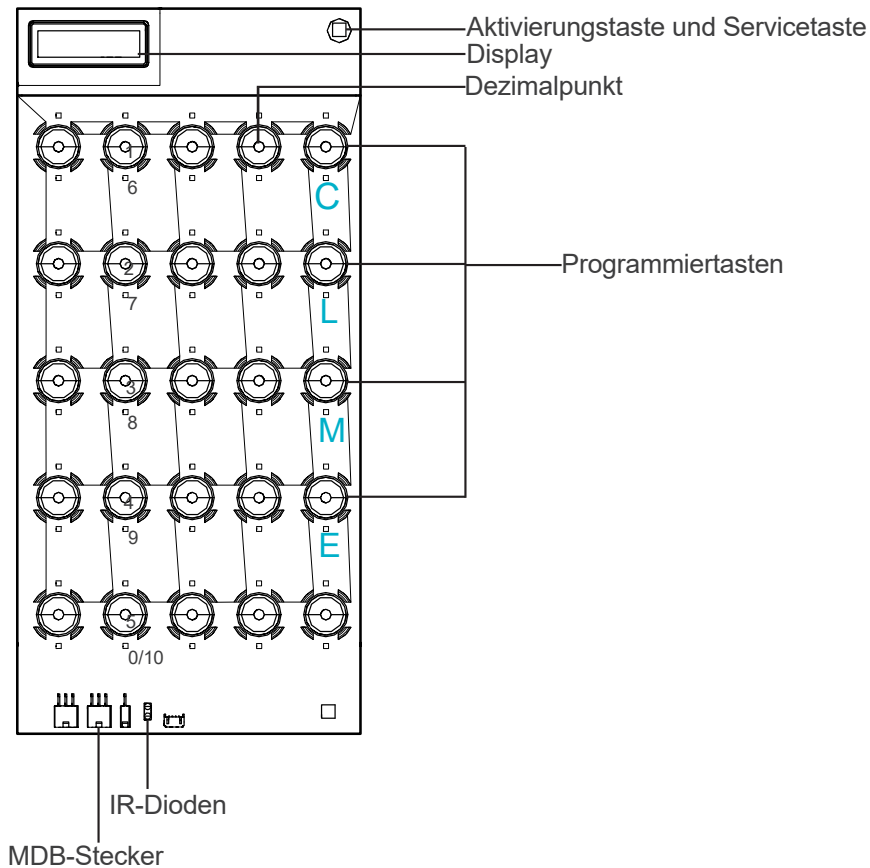 Aktivierungstaste und Servicetaste
Display
Dezimalpunkt
1
6
C
2
7
L
Programmiertasten
3
8
M
4
9
E
5
0/10
IR-Dioden
MDB-Stecker